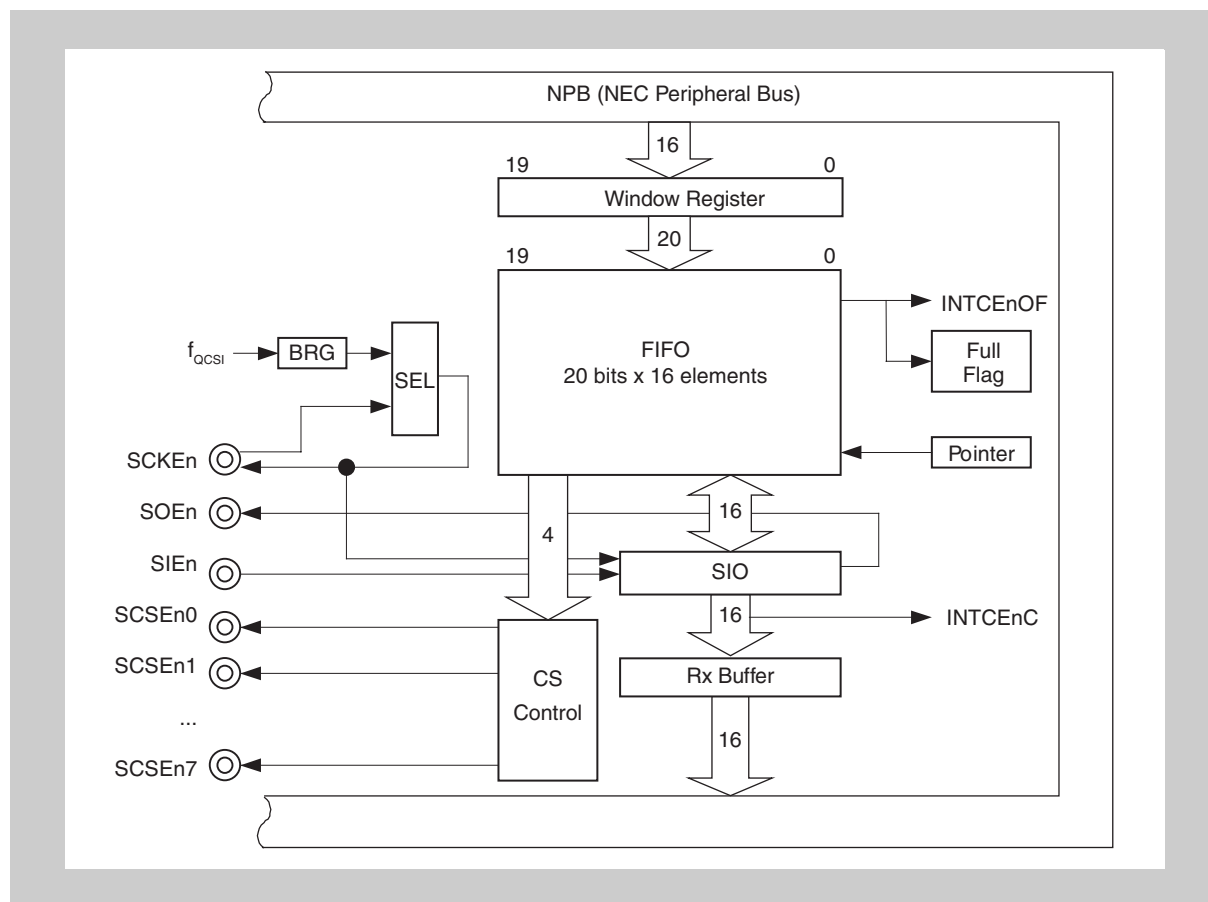 NPB (NEC Peripheral Bus)
16
19
0
Window Register
20
19
0
FIFO
20 bits x 16 elements
INTCEnOF
Full
Flag
Pointer
fQCSI
BRG
SEL
SCKEn
SOEn
16
4
SIEn
SIO
SCSEn0
16
INTCEnC
SCSEn1
CS
Control
Rx Buffer
...
16
SCSEn7